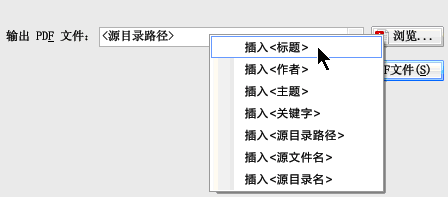 输出 PDF 文件： <源目录路径> 浏览...
插入<标题>
插入<作者> F文件(S)
插入<主题>
插入<关键字>
插入<源目录路径>
插入<源文件名>
插入<源目录名>